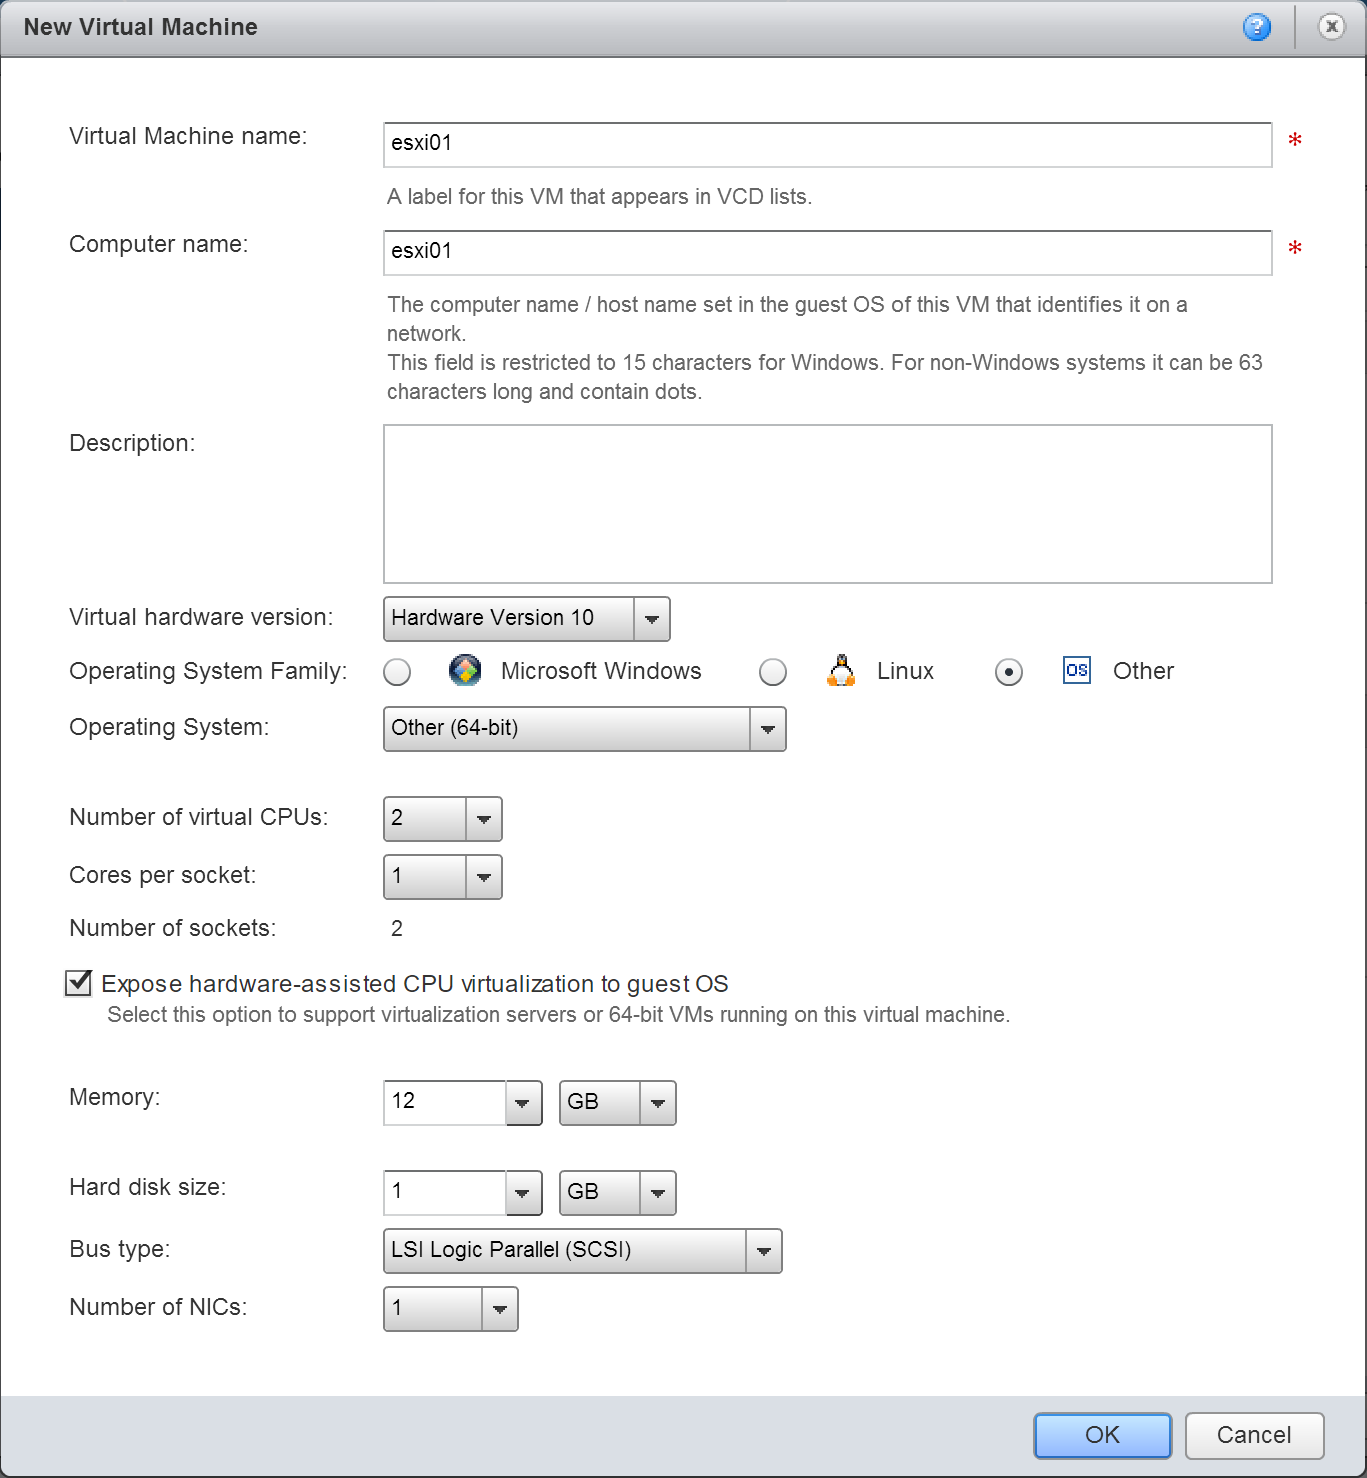 New Virtual Machine
?
Virtual Machine name: esxi01 *
A label for this VM that appears in VCD lists.
Computer name: esxi01 *
The computer name / host name set in the guest OS of this VM that identifies it on a
network.
This field is restricted to 15 characters for Windows. For non-Windows systems it can be 63
characters long and contain dots.
Description:
Virtual hardware version: Hardware Version 10
Operating System Family: Microsoft Windows Linux OS Other
Operating System: Other (64-bit)
Number of virtual CPUs: 2
Cores per socket: 1
Number of sockets: 2
Expose hardware-assisted CPU virtualization to guest OS
Select this option to support virtualization servers or 64-bit VMs running on this virtual machine.
Memory: 12 GB
Hard disk size: 1 GB
Bus type: LSI Logic Parallel (SCSI)
Number of NICs: 1
OK Cancel